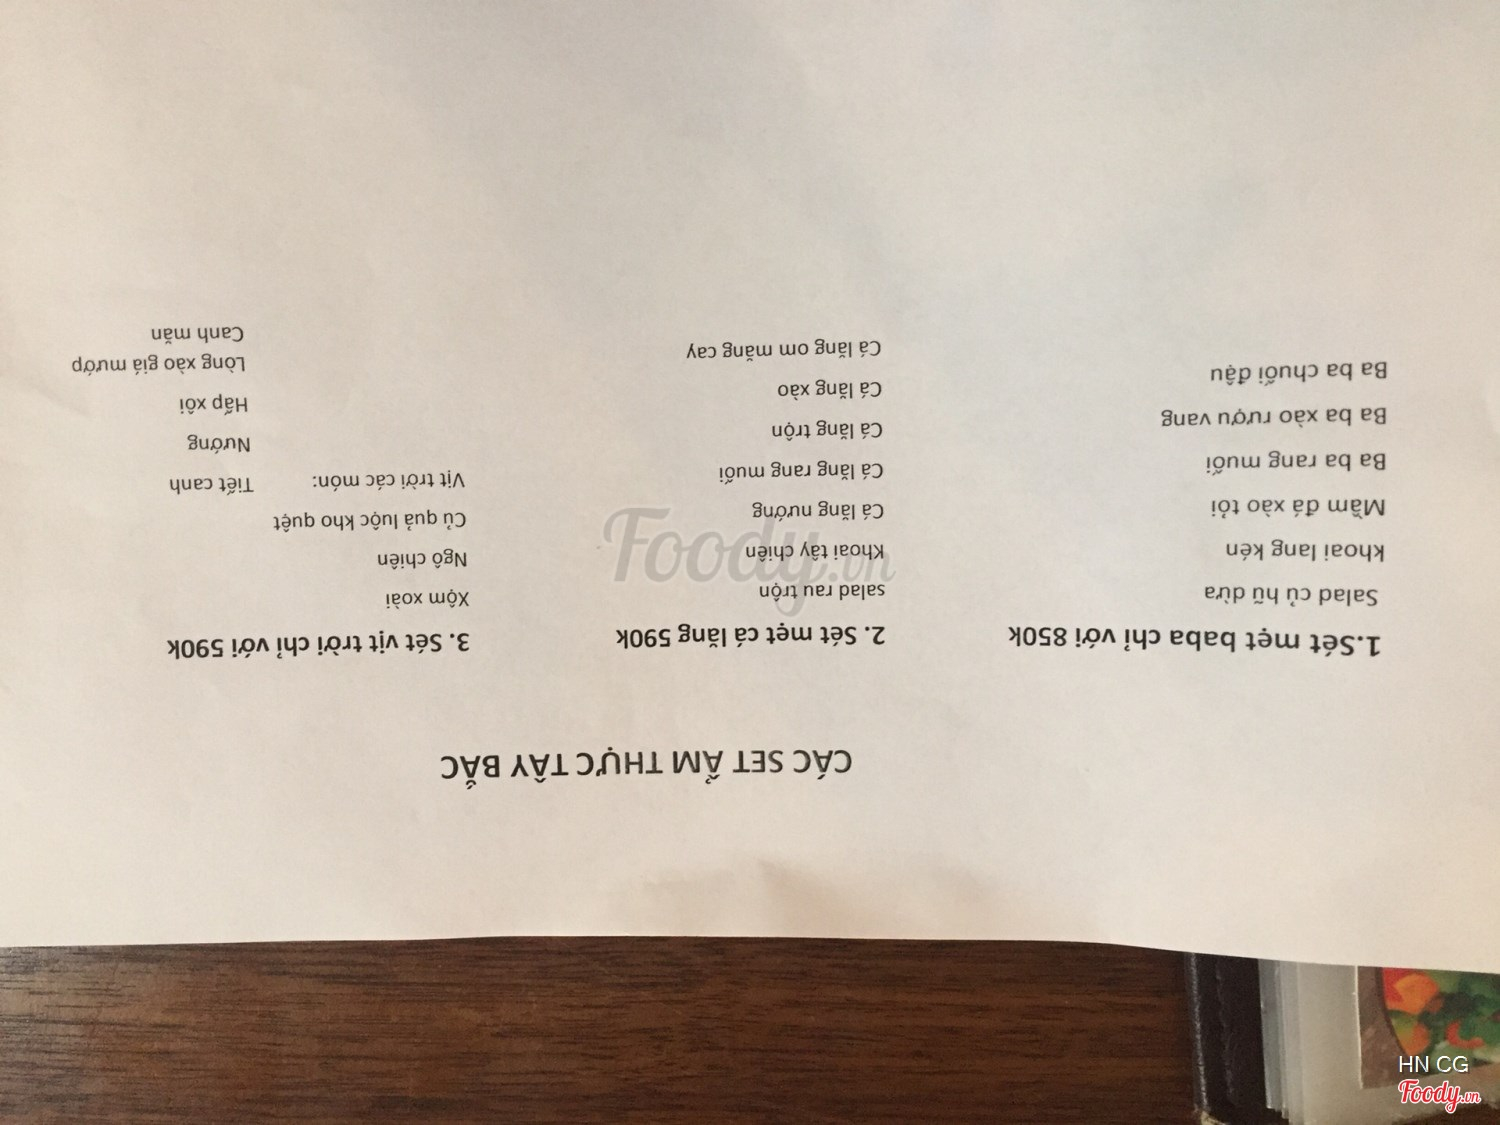 CÁC SET ẨM THỰC TÂY BẮC
1.Sét mẹt baba chỉ với 850k
Salad củ hũ dừa
khoai lang kén
Mầm đá xào tỏi
Ba ba rang muối
Ba ba xào rượu vang
Ba ba chuối đậu
2. Sét mẹt cá lăng 590k
salad rau trộn
Khoai tây chiên
Cá lăng nướng
Cá lăng rang muối
Cá lăng trộn
Cá lăng xào
Cá lăng om măng cay
3. Sét vịt trời chỉ với 590k
Xộm xoài
Ngô chiên
Củ quả luộc kho quệt
Vịt trời các món: Tiết canh
Nướng
Hấp xôi
Lòng xào giá mướp
Canh măn
Foody.vn
HN CG
Foody.vn